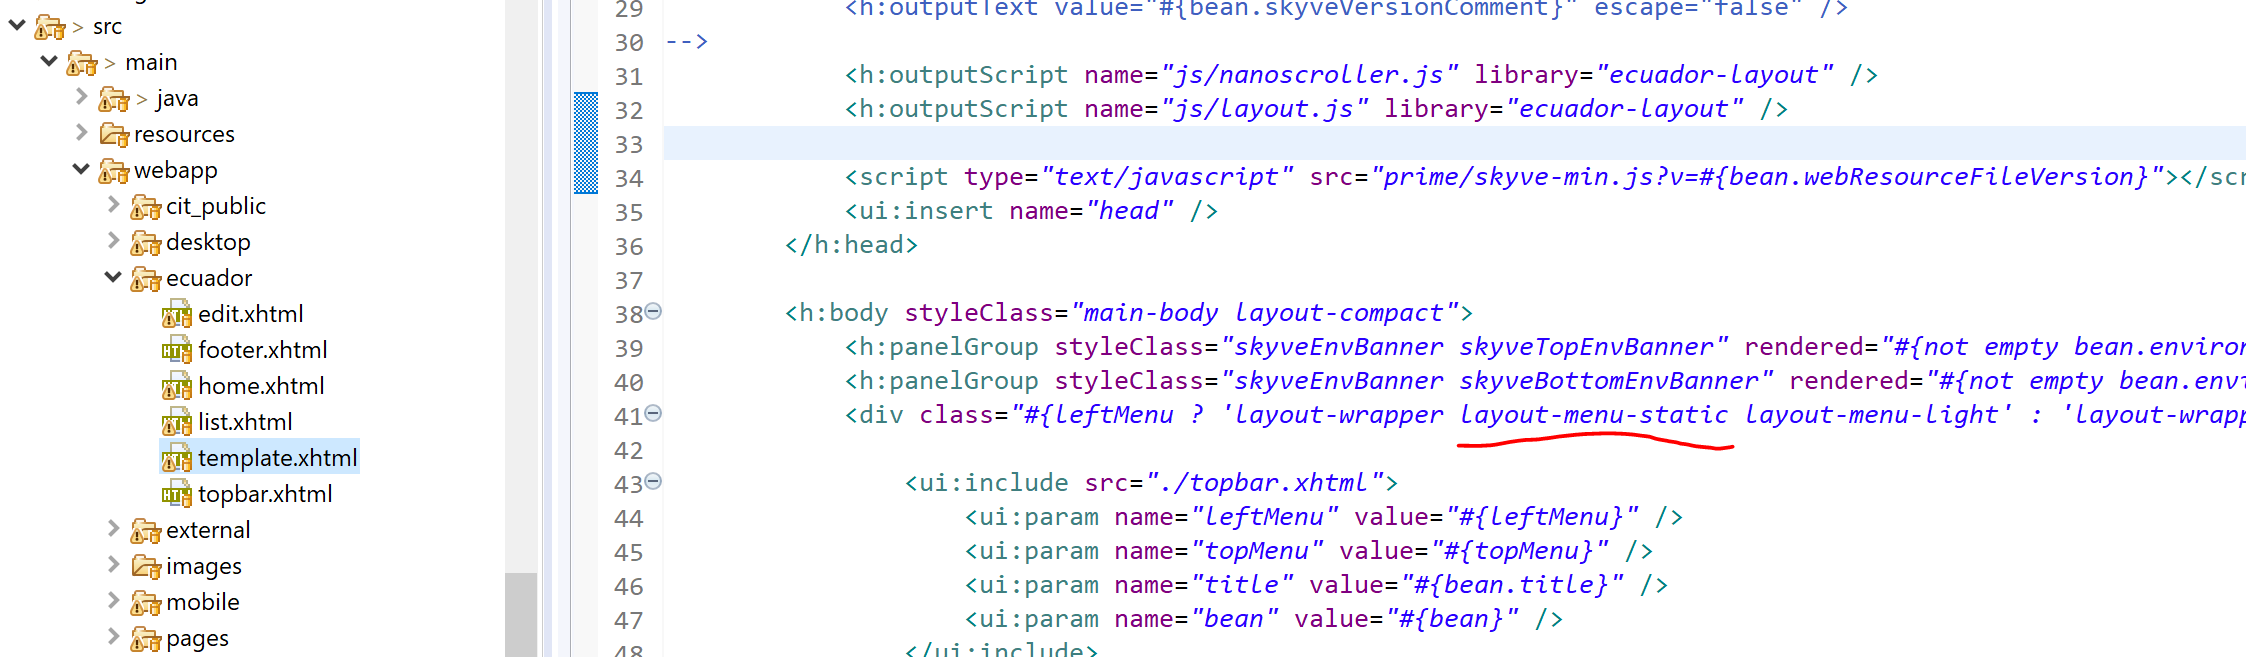 > src
> main
> java
resources
webapp
cit_public
desktop
ecuador
edit.xhtml
footer.xhtml
home.xhtml
list.xhtml
template.xhtml
topbar.xhtml
external
images
mobile
pages
29 <h:outputText value="#{bean.skyveVersionComment}" escape="false" />
30 -->
31 <h:outputScript name="js/nanoscroller.js" library="ecuador-layout" />
32 <h:outputScript name="js/layout.js" library="ecuador-layout" />
33
34 <script type="text/javascript" src="prime/skyve-min.js?v=#{bean.webResourceFileVersion}"></scr
35 <ui:insert name="head" />
36 </h:head>
37
38 <h:body styleClass="main-body layout-compact">
39 <h:panelGroup styleClass="skyveEnvBanner skyveTopEnvBanner" rendered="#{not empty bean.environ
40 <h:panelGroup styleClass="skyveEnvBanner skyveBottomEnvBanner" rendered="#{not empty bean.envi
41 <div class="#{leftMenu ? 'layout-wrapper layout-menu-static layout-menu-light' : 'layout-wrapp
42
43 <ui:include src="./topbar.xhtml">
44 <ui:param name="leftMenu" value="#{leftMenu}" />
45 <ui:param name="topMenu" value="#{topMenu}" />
46 <ui:param name="title" value="#{bean.title}" />
47 <ui:param name="bean" value="#{bean}" />
48 </ui:include>